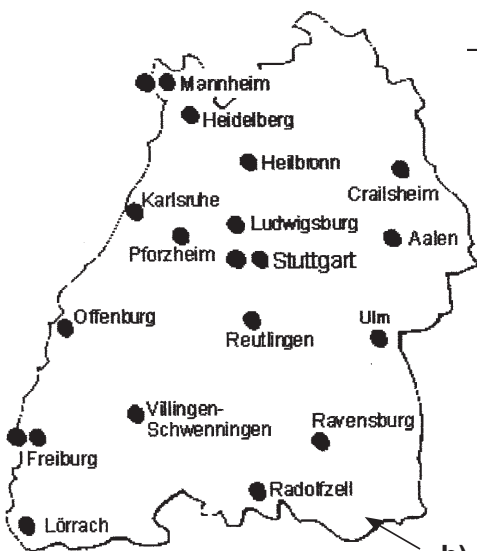 Mannheim
Heidelberg
Heilbronn
Crailsheim
Karlsruhe
Ludwigsburg
Pforzheim
Aalen
Stuttgart
Offenburg
Reutlingen
Ulm
Villingen-
Schwenningen
Ravensburg
Freiburg
Radolfzell
Lörrach